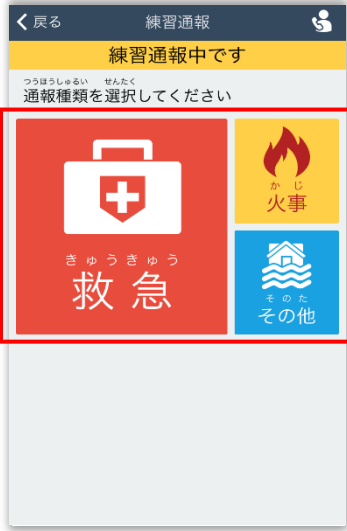 戻る 練習通報
練習通報中です
つうほうしゅるい せんたく
通報種類を選択してください
きゅうきゅう
救急
かじ
火事
そのた
その他